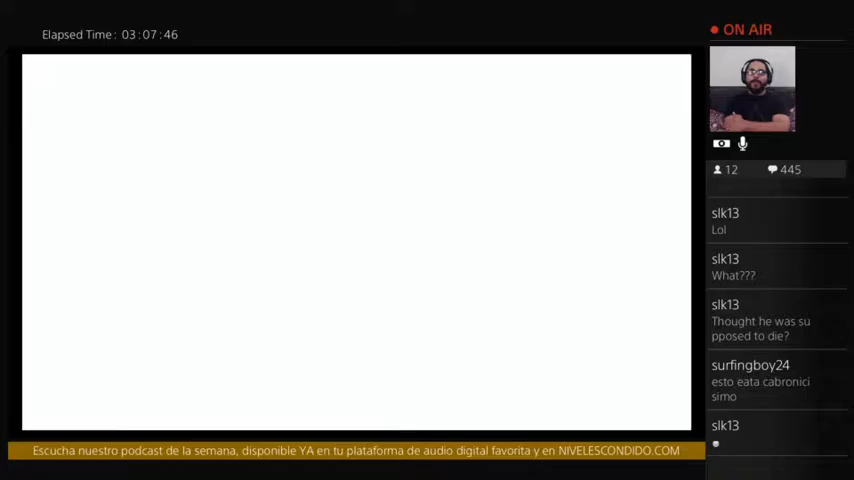 Elapsed Time: 03:07:46
ON AIR
12
445
slk13
Lol
slk13
What???
slk13
Thought he was su
pposed to die?
surfingboy24
esto eata cabronici
simo
slk13
Escucha nuestro podcast de la semana, disponible YA en tu plataforma de audio digital favorita y en NIVELESCONDIDO.COM